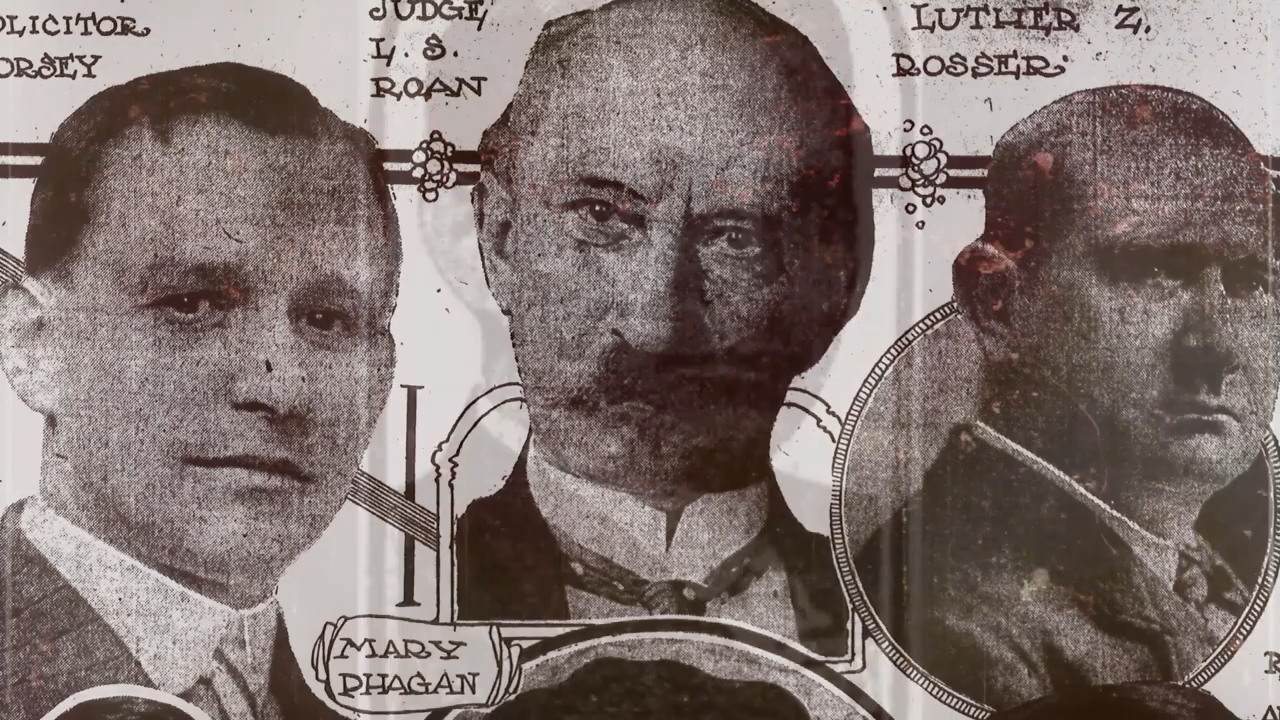 OLICITOR
ORSEY
JUDGE
L. S.
ROAN
LUTHER Z.
ROSSER
MARY
PHAGAN